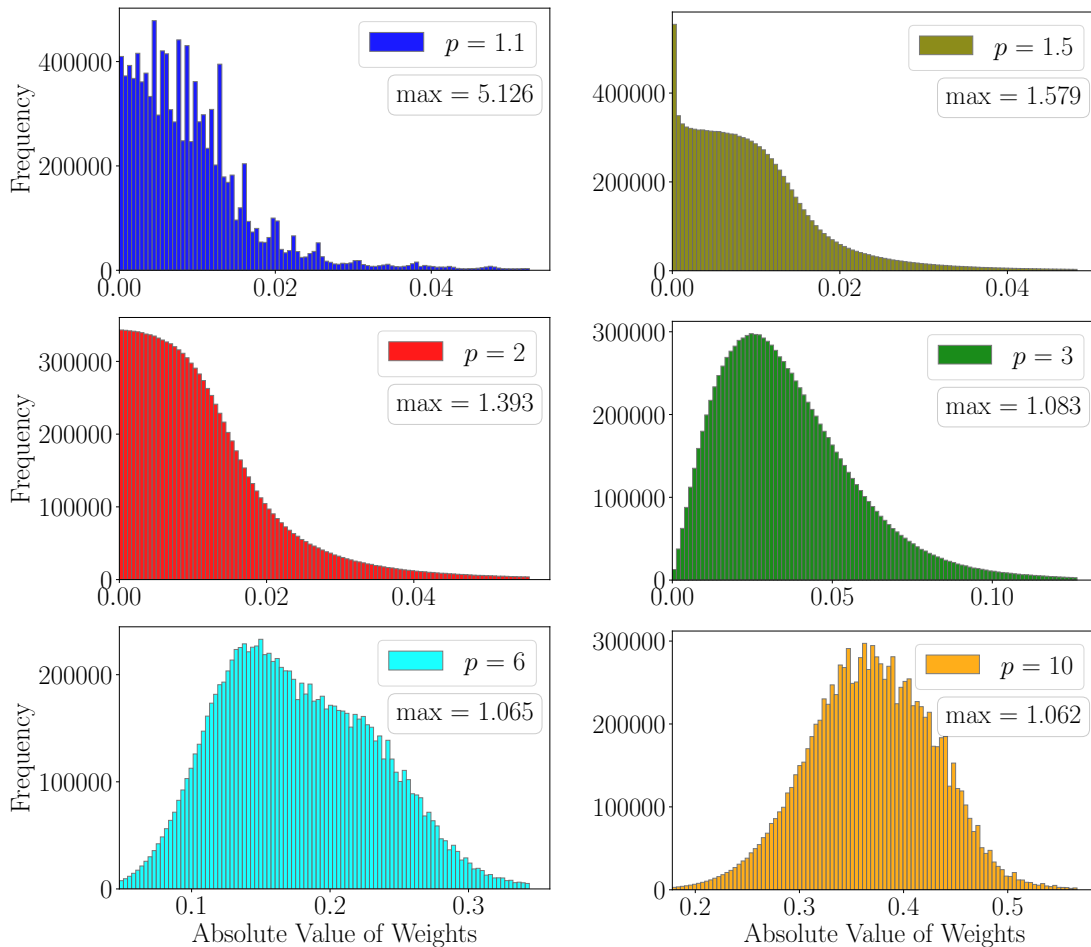 p = 1.1
max = 5.126
400000
200000
0
Frequency
0.00
0.02
0.04
p = 1.5
max = 1.579
400000
200000
0
0.00
0.02
0.04
p = 2
max = 1.393
300000
200000
100000
0
Frequency
0.00
0.02
0.04
p = 3
max = 1.083
300000
200000
100000
0
0.00
0.05
0.10
p = 6
max = 1.065
200000
100000
0
Frequency
0.1
0.2
0.3
Absolute Value of Weights
p = 10
max = 1.062
300000
200000
100000
0
0.2
0.3
0.4
0.5
Absolute Value of Weights